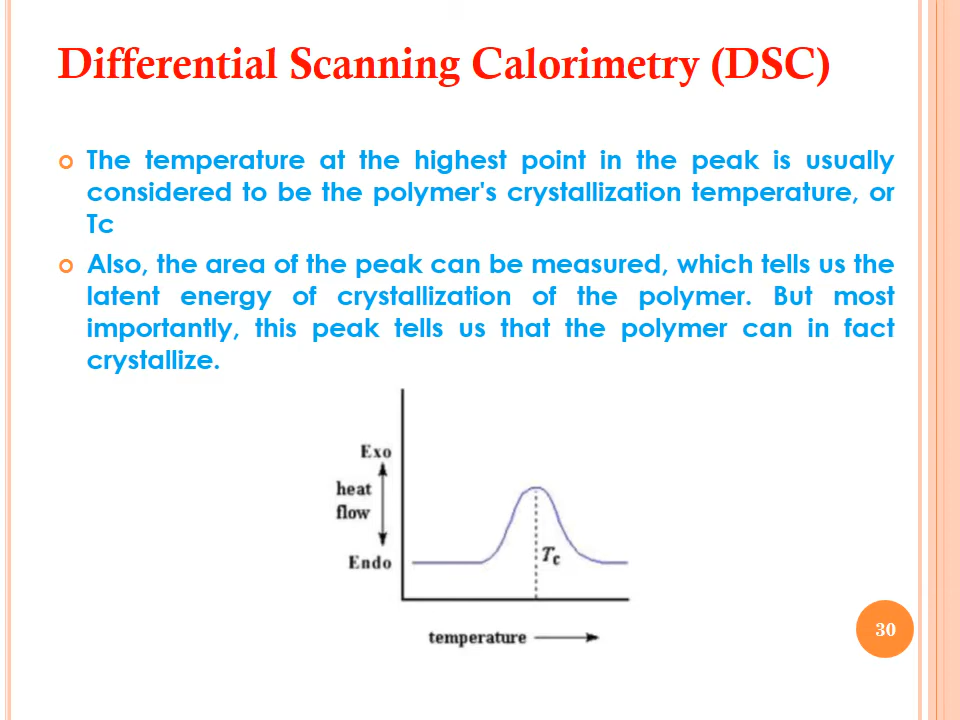 Differential Scanning Calorimetry (DSC)
The temperature at the highest point in the peak is usually
considered to be the polymer's crystallization temperature, or
Tc
Also, the area of the peak can be measured, which tells us the
latent energy of crystallization of the polymer. But most
importantly, this peak tells us that the polymer can in fact
crystallize.
Exo
heat
flow
Endo
Tc
temperature
30